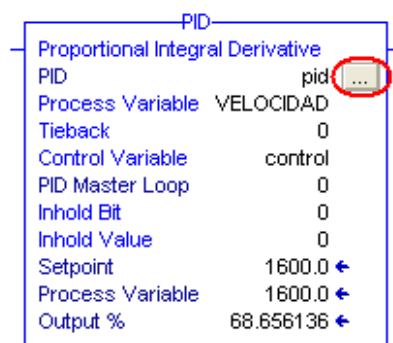 PID
Proportional Integral Derivative
PID pid ...
Process Variable VELOCIDAD
Tieback 0
Control Variable control
PID Master Loop 0
Inhold Bit 0
Inhold Value 0
Setpoint 1600.0
Process Variable 1600.0
Output % 68.656136